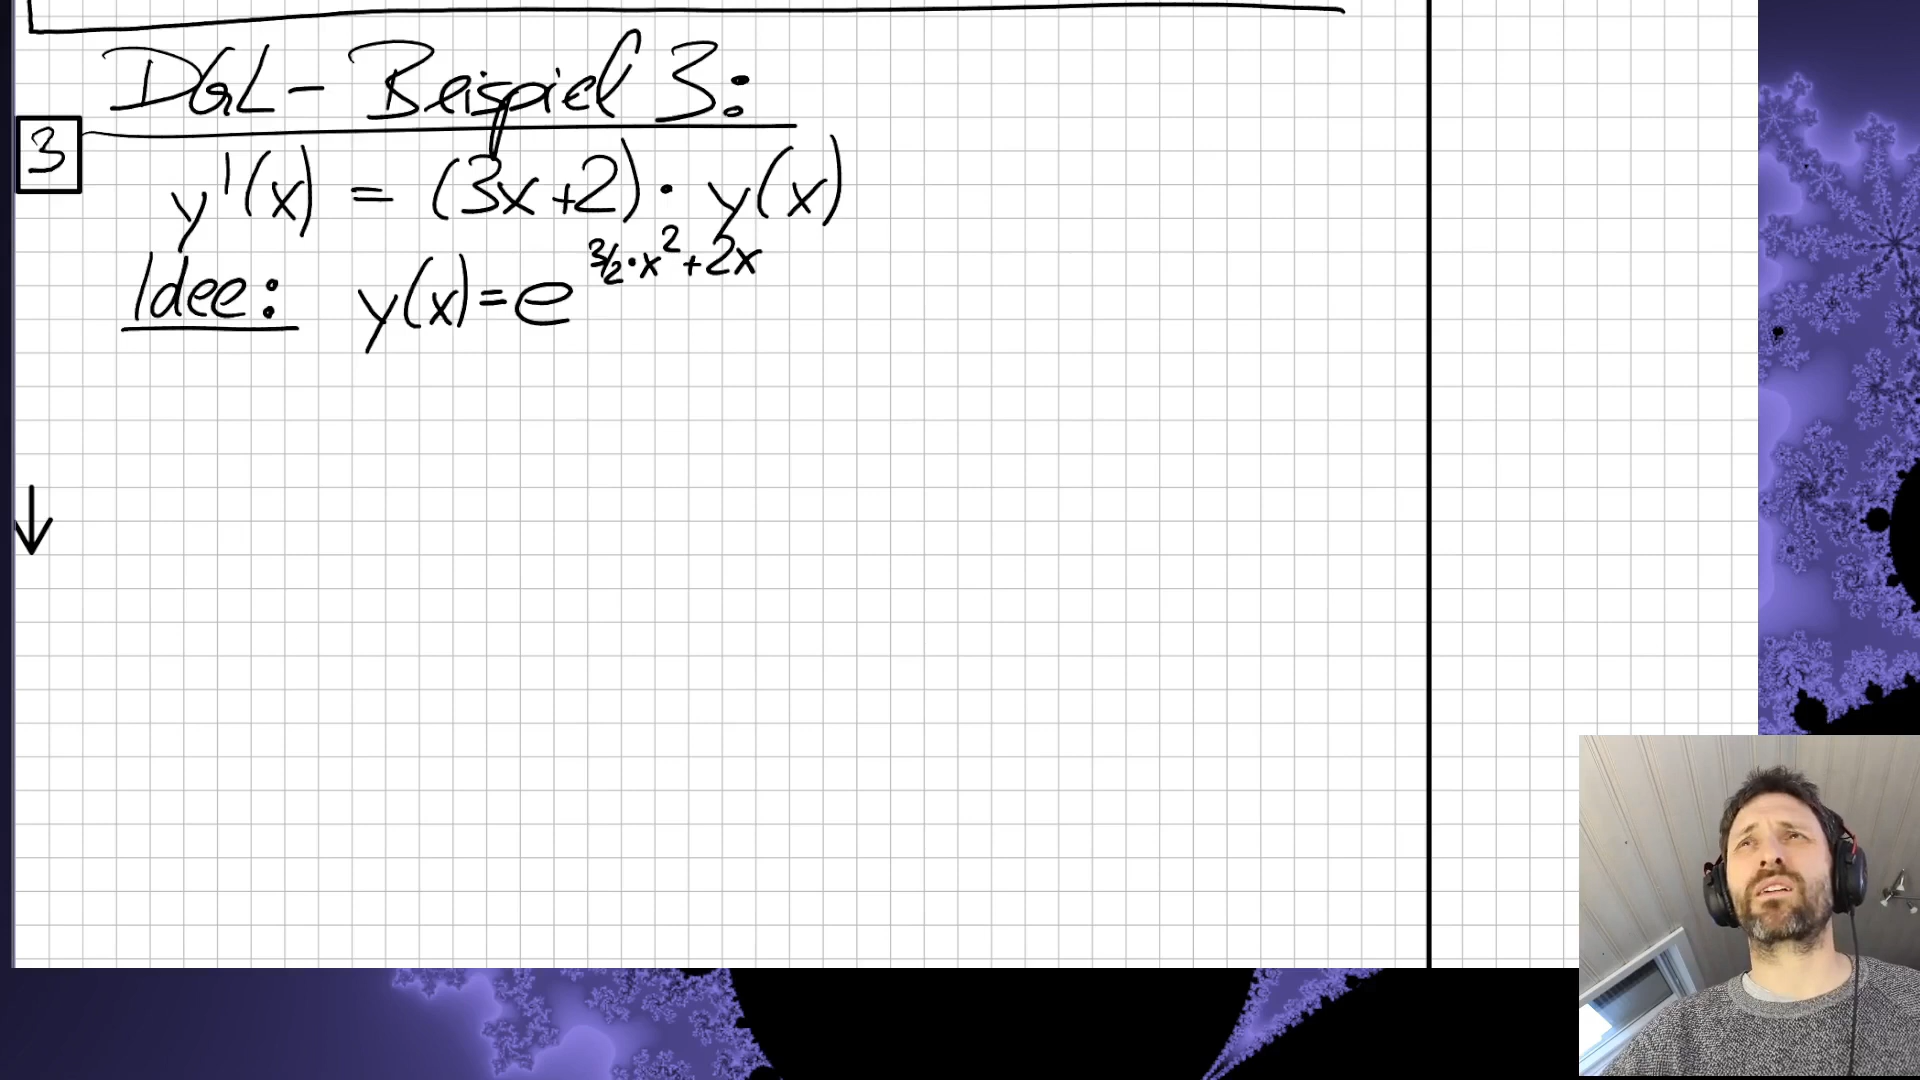 DGL - Beispiel 3:
3
y'(x) = (3x+2) · y(x)
Idee: y(x) = e^{3/2·x²+2x}